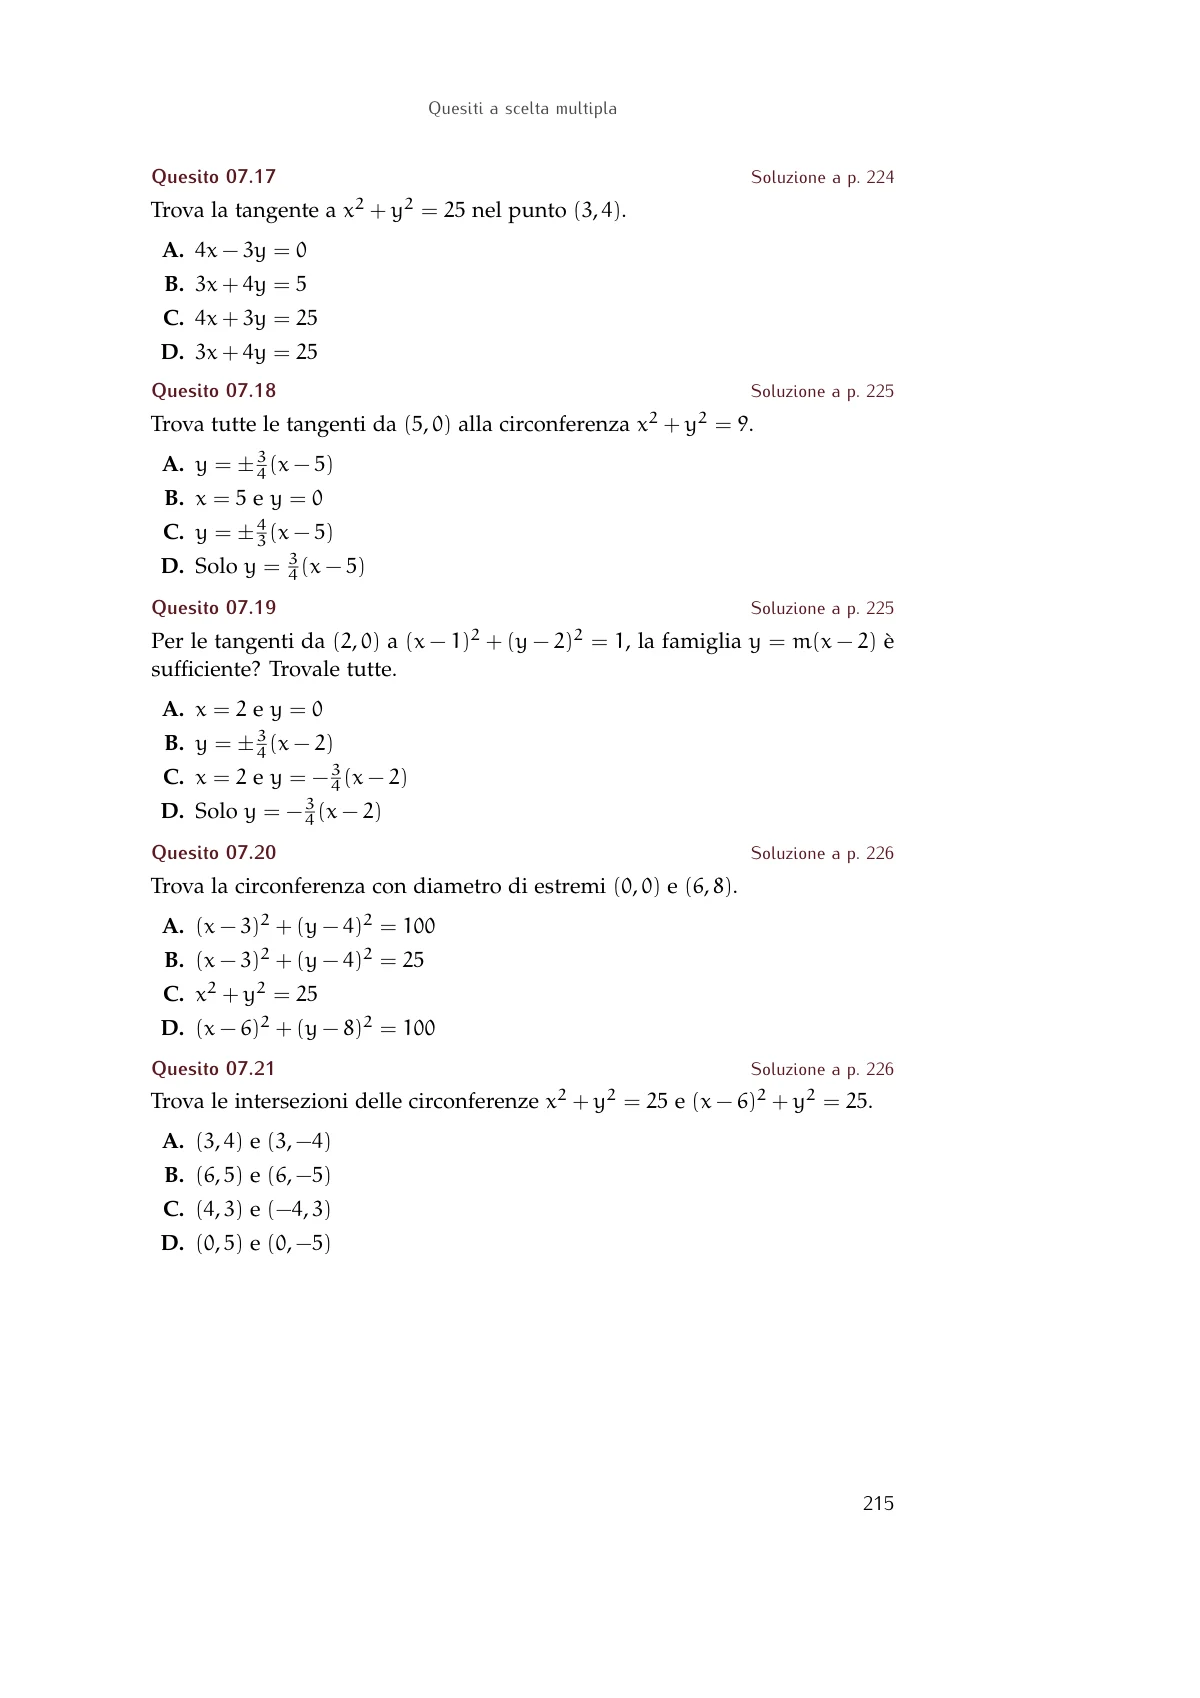 Quesiti a scelta multipla
Quesito 07.17 Soluzione a p. 224
Trova la tangente a x² + y² = 25 nel punto (3, 4).
A. 4x − 3y = 0
B. 3x + 4y = 5
C. 4x + 3y = 25
D. 3x + 4y = 25
Quesito 07.18 Soluzione a p. 225
Trova tutte le tangenti da (5, 0) alla circonferenza x² + y² = 9.
A. y = ±3/4(x − 5)
B. x = 5 e y = 0
C. y = ±4/3(x − 5)
D. Solo y = 3/4(x − 5)
Quesito 07.19 Soluzione a p. 225
Per le tangenti da (2, 0) a (x − 1)² + (y − 2)² = 1, la famiglia y = m(x − 2) è
sufficiente? Trovale tutte.
A. x = 2 e y = 0
B. y = ±3/4(x − 2)
C. x = 2 e y = −3/4(x − 2)
D. Solo y = −3/4(x − 2)
Quesito 07.20 Soluzione a p. 226
Trova la circonferenza con diametro di estremi (0, 0) e (6, 8).
A. (x − 3)² + (y − 4)² = 100
B. (x − 3)² + (y − 4)² = 25
C. x² + y² = 25
D. (x − 6)² + (y − 8)² = 100
Quesito 07.21 Soluzione a p. 226
Trova le intersezioni delle circonferenze x² + y² = 25 e (x − 6)² + y² = 25.
A. (3, 4) e (3, −4)
B. (6, 5) e (6, −5)
C. (4, 3) e (−4, 3)
D. (0, 5) e (0, −5)
215